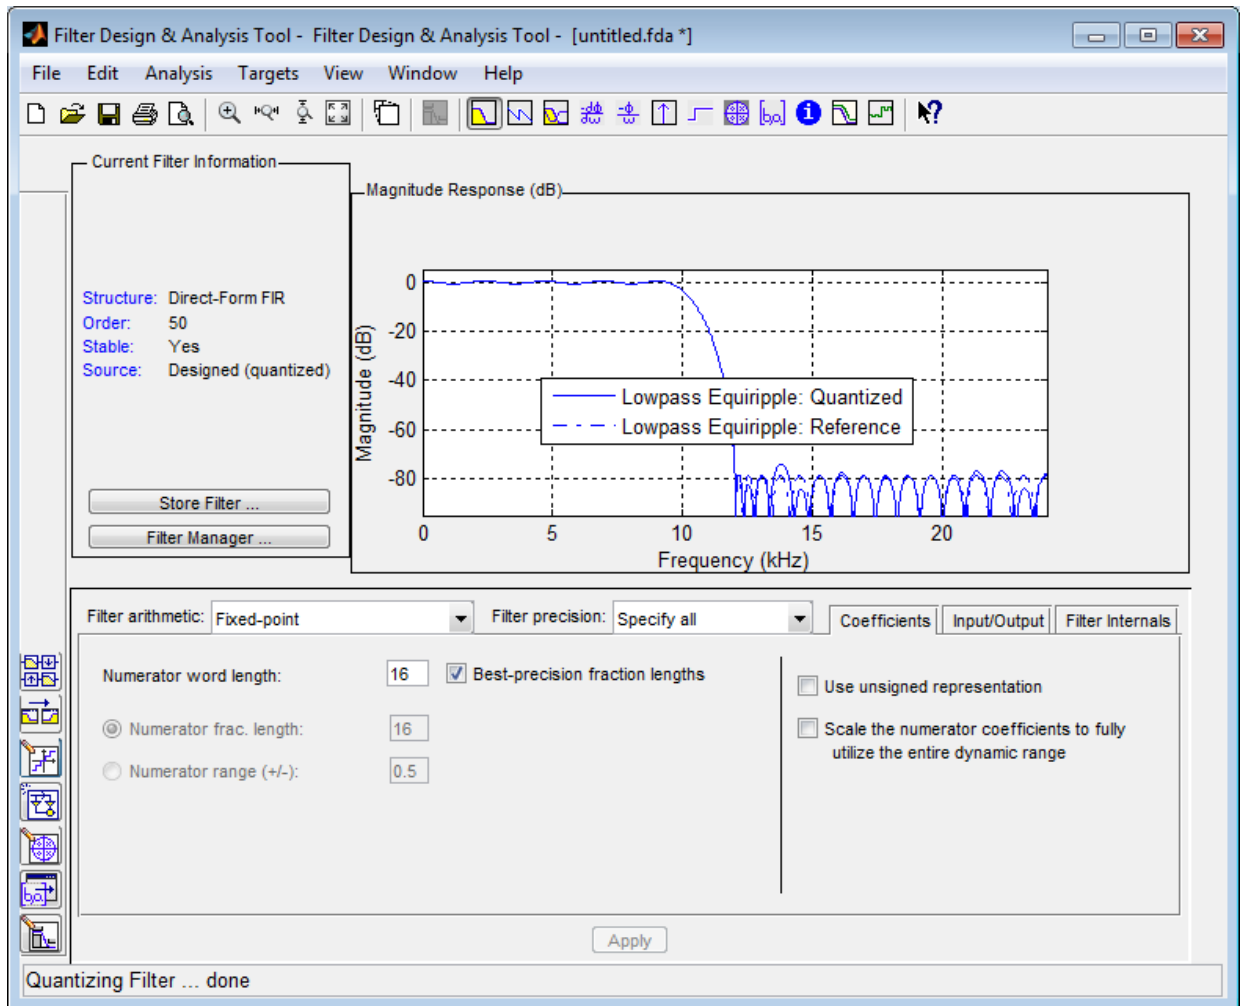 Filter Design & Analysis Tool - Filter Design & Analysis Tool - [untitled.fda *]
File Edit Analysis Targets View Window Help
Current Filter Information
Structure: Direct-Form FIR
Order: 50
Stable: Yes
Source: Designed (quantized)
Store Filter ...
Filter Manager ...
Magnitude Response (dB)
Magnitude (dB)
0
-20
-40
-60
-80
Lowpass Equiripple: Quantized
Lowpass Equiripple: Reference
0 5 10 15 20
Frequency (kHz)
Filter arithmetic: Fixed-point Filter precision: Specify all Coefficients Input/Output Filter Internals
Numerator word length: 16 Best-precision fraction lengths
Numerator frac. length: 16
Numerator range (+/-): 0.5
Use unsigned representation
Scale the numerator coefficients to fully
utilize the entire dynamic range
Apply
Quantizing Filter ... done